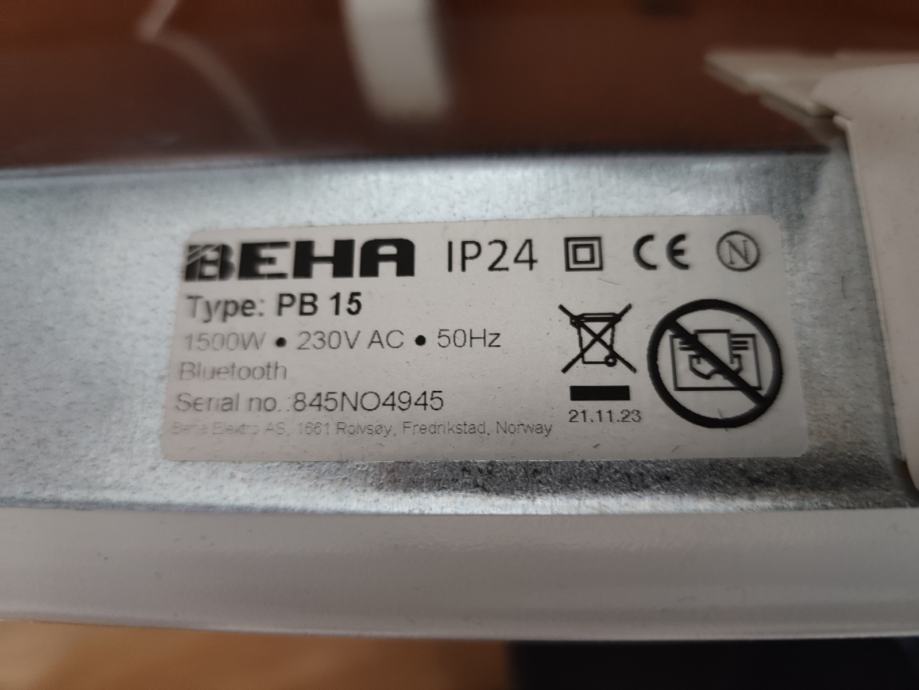 BEHA IP24 CE N
Type: PB 15
1500W • 230V AC • 50Hz
Bluetooth
Serial no.:845NO4945
21.11.23
Beha Elektro AS, 1661 Rolvsøy, Fredrikstad, Norway